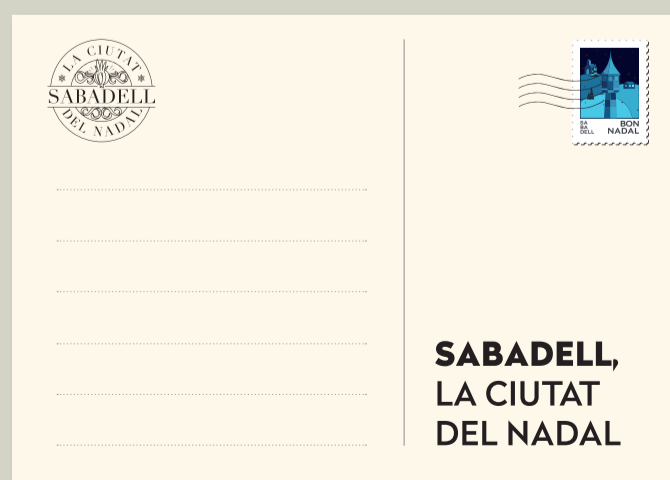 LA CIUTAT
SABADELL
DEL NADAL
SA
BA
DELL
BON
NADAL
SABADELL,
LA CIUTAT
DEL NADAL